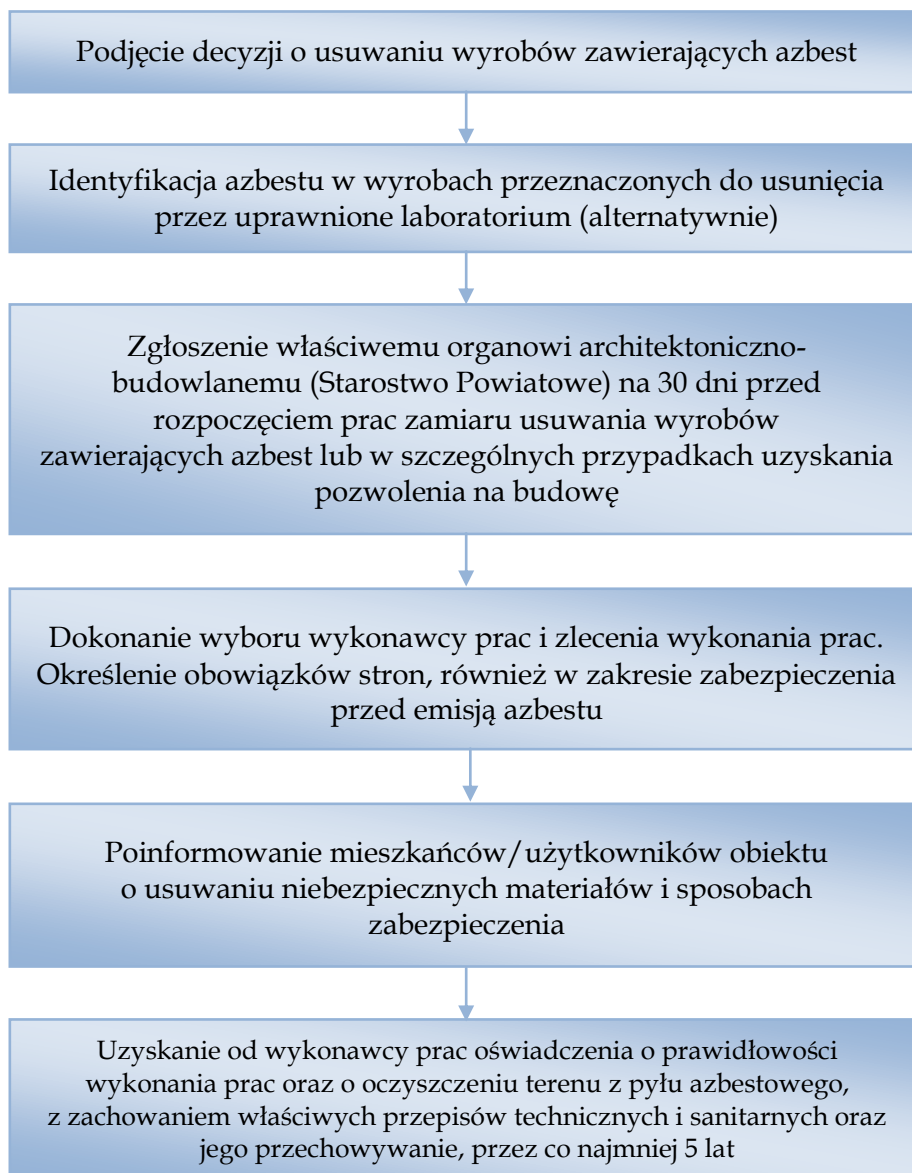 Podjęcie decyzji o usuwaniu wyrobów zawierających azbest
Identyfikacja azbestu w wyrobach przeznaczonych do usunięcia
przez uprawnione laboratorium (alternatywnie)
Zgłoszenie właściwemu organowi architektoniczno-
budowlanemu (Starostwo Powiatowe) na 30 dni przed
rozpoczęciem prac zamiaru usuwania wyrobów
zawierających azbest lub w szczególnych przypadkach uzyskania
pozwolenia na budowę
Dokonanie wyboru wykonawcy prac i zlecenia wykonania prac.
Określenie obowiązków stron, również w zakresie zabezpieczenia
przed emisją azbestu
Poinformowanie mieszkańców/użytkowników obiektu
o usuwaniu niebezpiecznych materiałów i sposobach
zabezpieczenia
Uzyskanie od wykonawcy prac oświadczenia o prawidłowości
wykonania prac oraz o oczyszczeniu terenu z pyłu azbestowego,
z zachowaniem właściwych przepisów technicznych i sanitarnych oraz
jego przechowywanie, przez co najmniej 5 lat